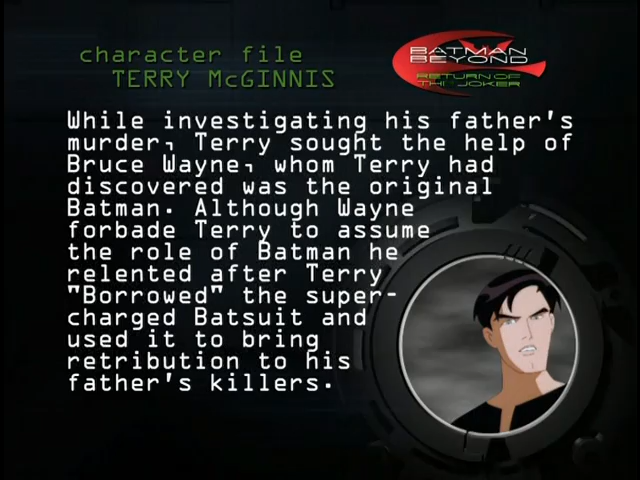 character file
TERRY McGINNIS
BATMAN
BEYOND
RETURN OF
THE JOKER
While investigating his father's
murder, Terry sought the help of
Bruce Wayne, whom Terry had
discovered was the original
Batman. Although Wayne
forbade Terry to assume
the role of Batman he
relented after Terry
"Borrowed" the super-
charged Batsuit and
used it to bring
retribution to his
father's killers.